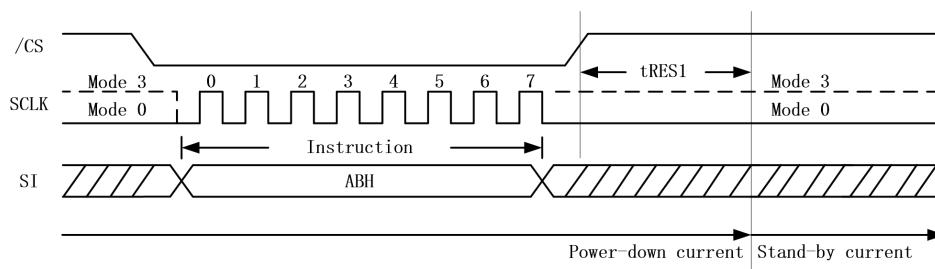 /CS
tRES1
Mode 3 0 1 2 3 4 5 6 7 Mode 3
SCLK
Mode 0 Mode 0
Instruction
SI ABH
Power-down current Stand-by current